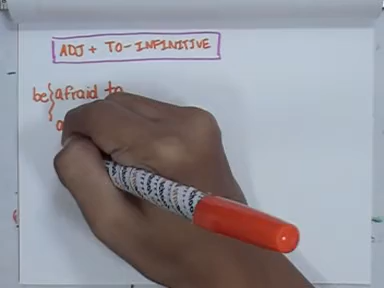 ADJ + TO-INFINITIVE
be { afraid to